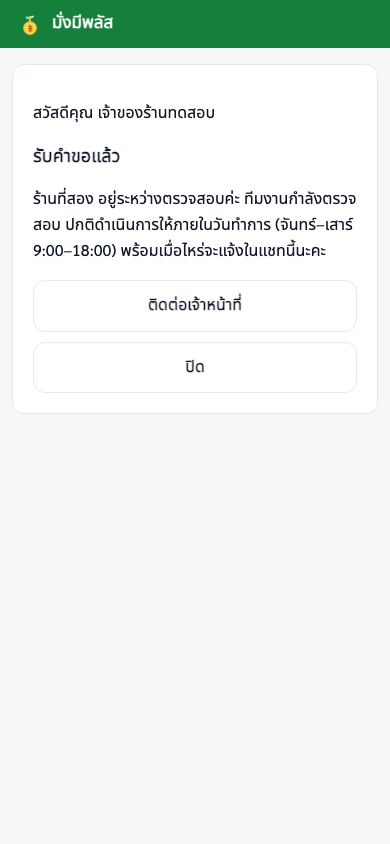 มั่งมีพลัส
สวัสดีคุณ เจ้าของร้านทดสอบ
รับคำขอแล้ว
ร้านที่สอง อยู่ระหว่างตรวจสอบค่ะ ทีมงานกำลังตรวจ
สอบ ปกติดำเนินการให้ภายในวันทำการ (จันทร์–เสาร์
9:00–18:00) พร้อมเมื่อไหร่จะแจ้งในแชทนี้นะคะ
ติดต่อเจ้าหน้าที่
ปิด